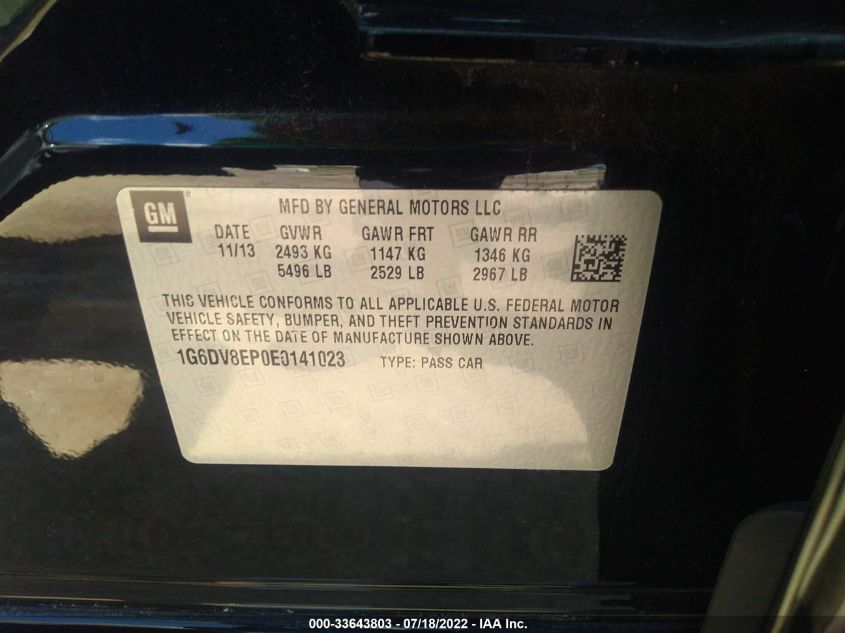 GM
MFD BY GENERAL MOTORS LLC
DATE GVWR GAWR FRT GAWR RR
11/13 2493 KG 1147 KG 1346 KG
5496 LB 2529 LB 2967 LB
THIS VEHICLE CONFORMS TO ALL APPLICABLE U.S. FEDERAL MOTOR
VEHICLE SAFETY, BUMPER, AND THEFT PREVENTION STANDARDS IN
EFFECT ON THE DATE OF MANUFACTURE SHOWN ABOVE.
1G6DV8EP0E0141023 TYPE: PASS CAR
000-33643803 / 07/18/2022 - IAA Inc.